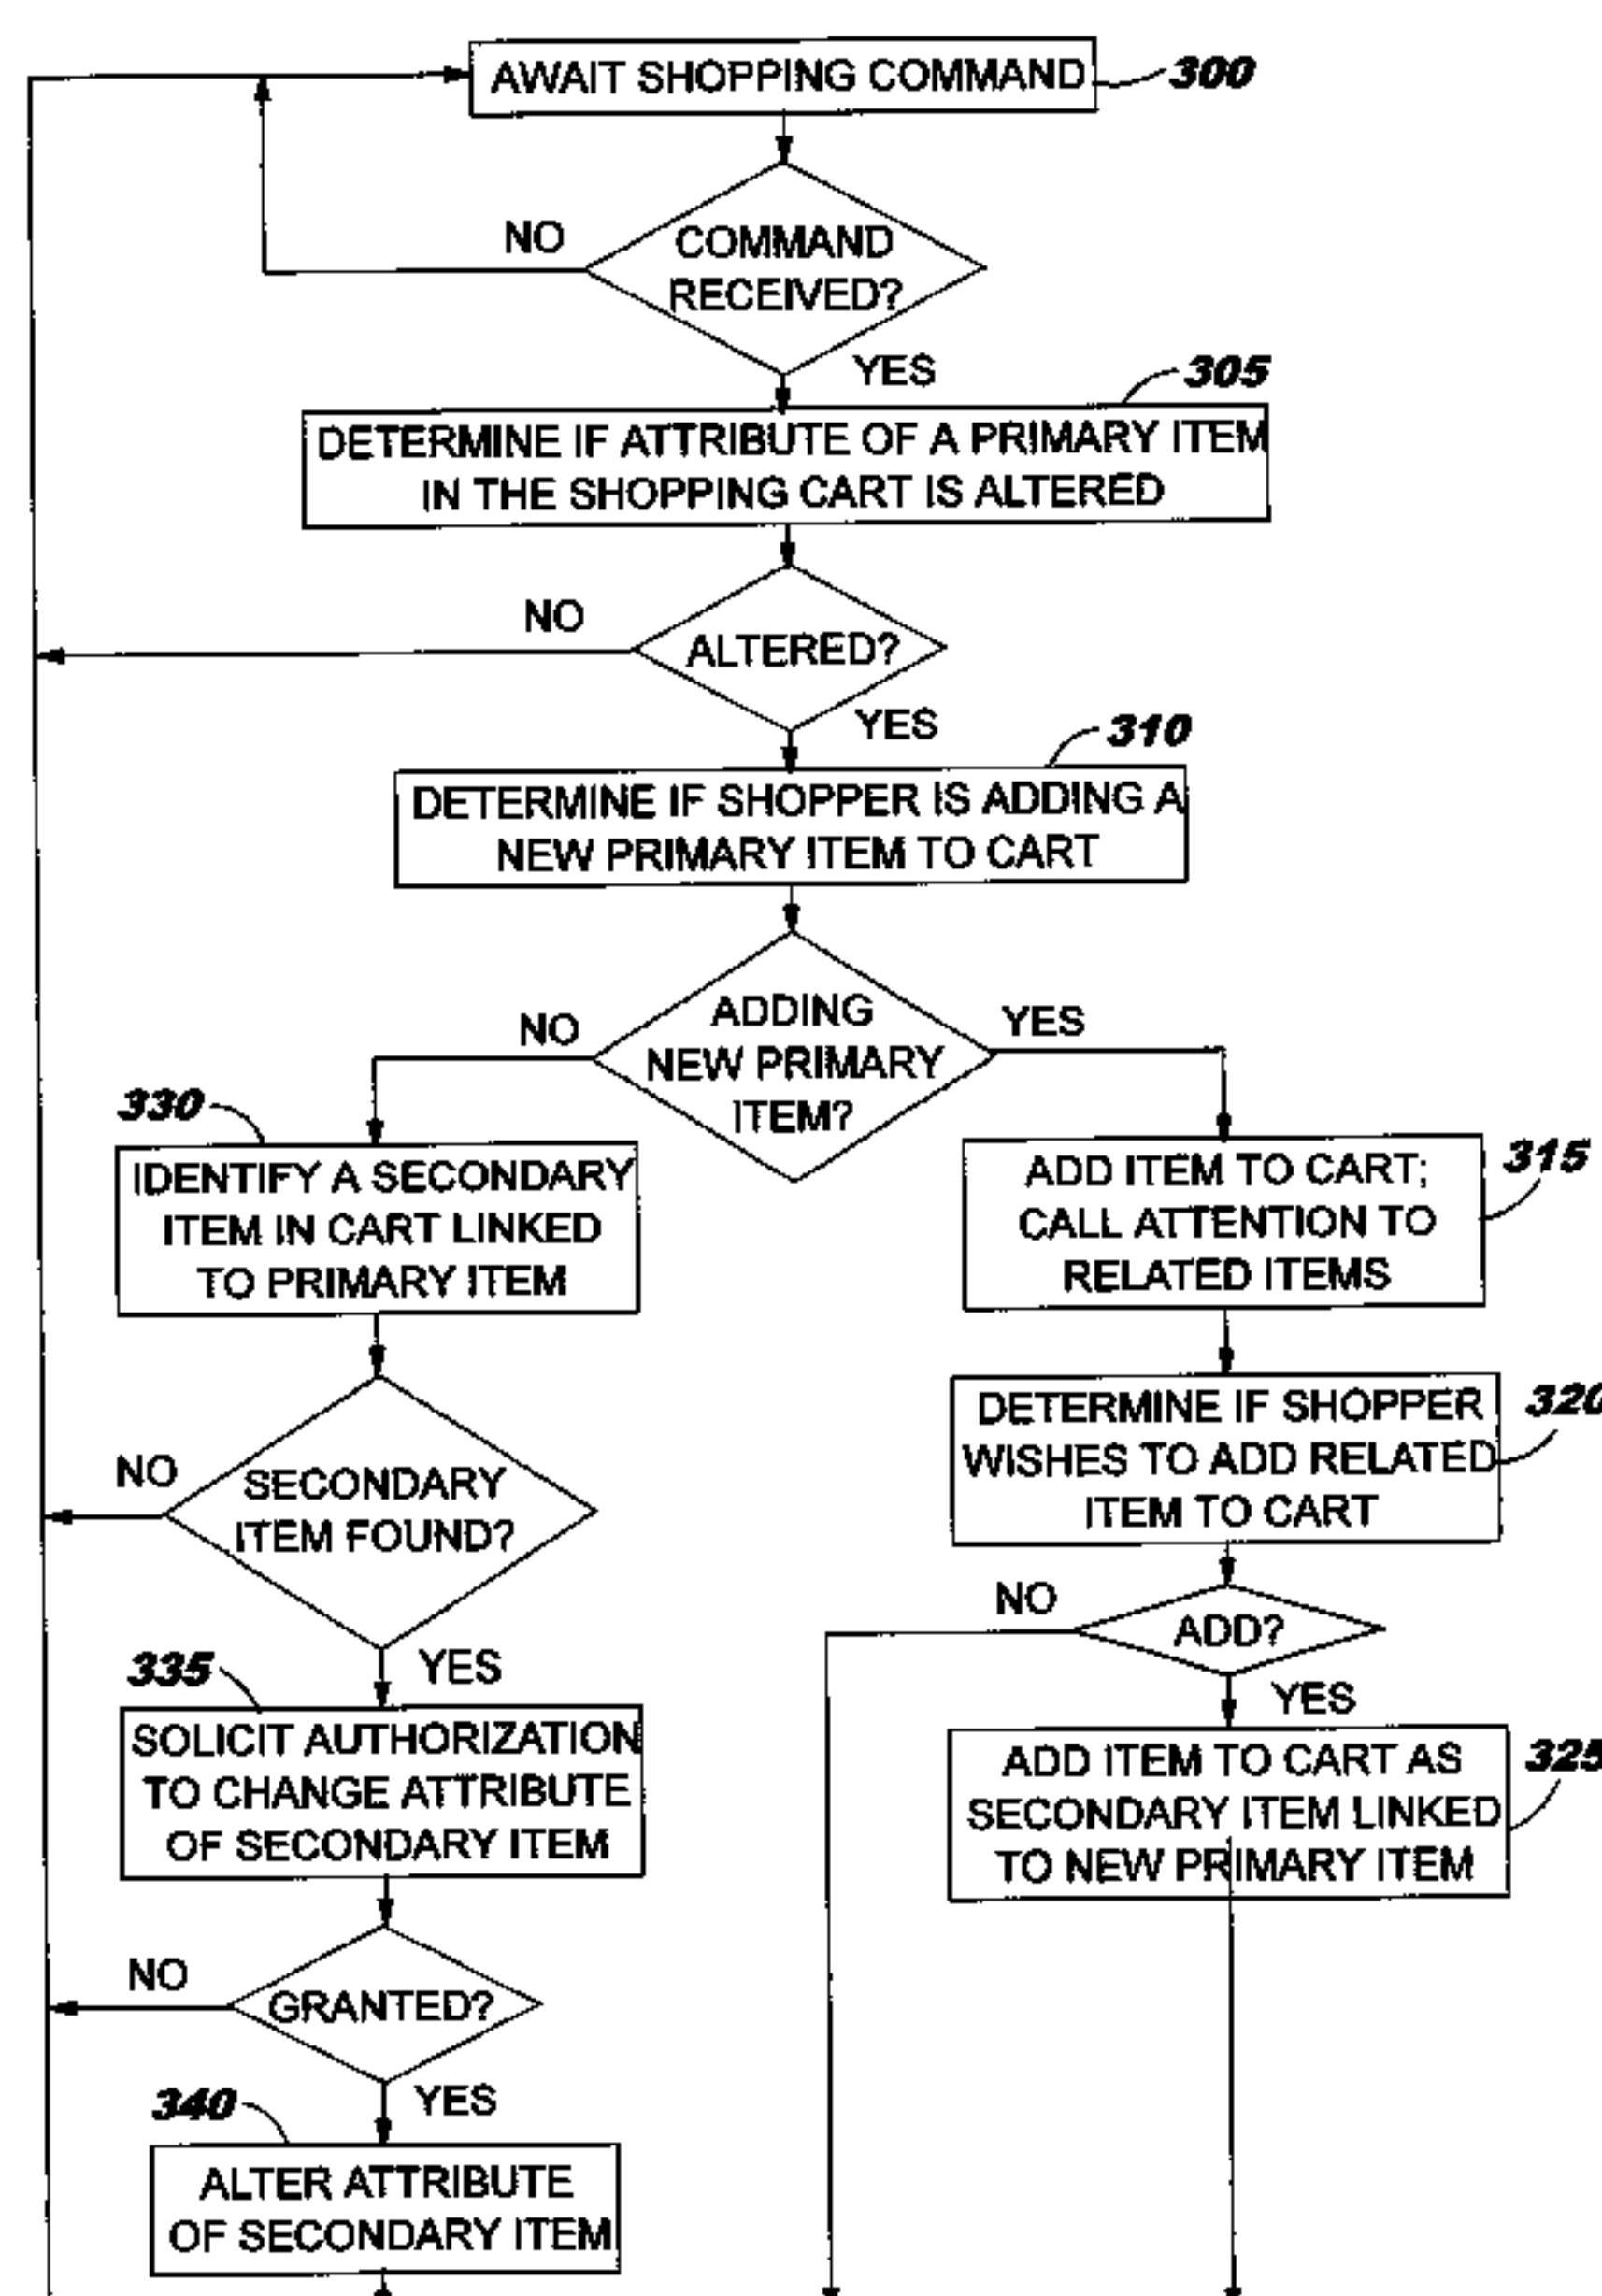 AWAIT SHOPPING COMMAND
300
COMMAND
RECEIVED?
NO
YES
305
DETERMINE IF ATTRIBUTE OF A PRIMARY ITEM
IN THE SHOPPING CART IS ALTERED
NO
ALTERED?
YES
310
DETERMINE IF SHOPPER IS ADDING A
NEW PRIMARY ITEM TO CART
NO
ADDING
NEW PRIMARY
ITEM?
YES
330
IDENTIFY A SECONDARY
ITEM IN CART LINKED
TO PRIMARY ITEM
ADD ITEM TO CART;
CALL ATTENTION TO
RELATED ITEMS
315
DETERMINE IF SHOPPER
WISHES TO ADD RELATED
ITEM TO CART
320
NO
SECONDARY
ITEM FOUND?
YES
NO
ADD?
YES
335
SOLICIT AUTHORIZATION
TO CHANGE ATTRIBUTE
OF SECONDARY ITEM
ADD ITEM TO CART AS
SECONDARY ITEM LINKED
TO NEW PRIMARY ITEM
325
NO
GRANTED?
YES
340
ALTER ATTRIBUTE
OF SECONDARY ITEM